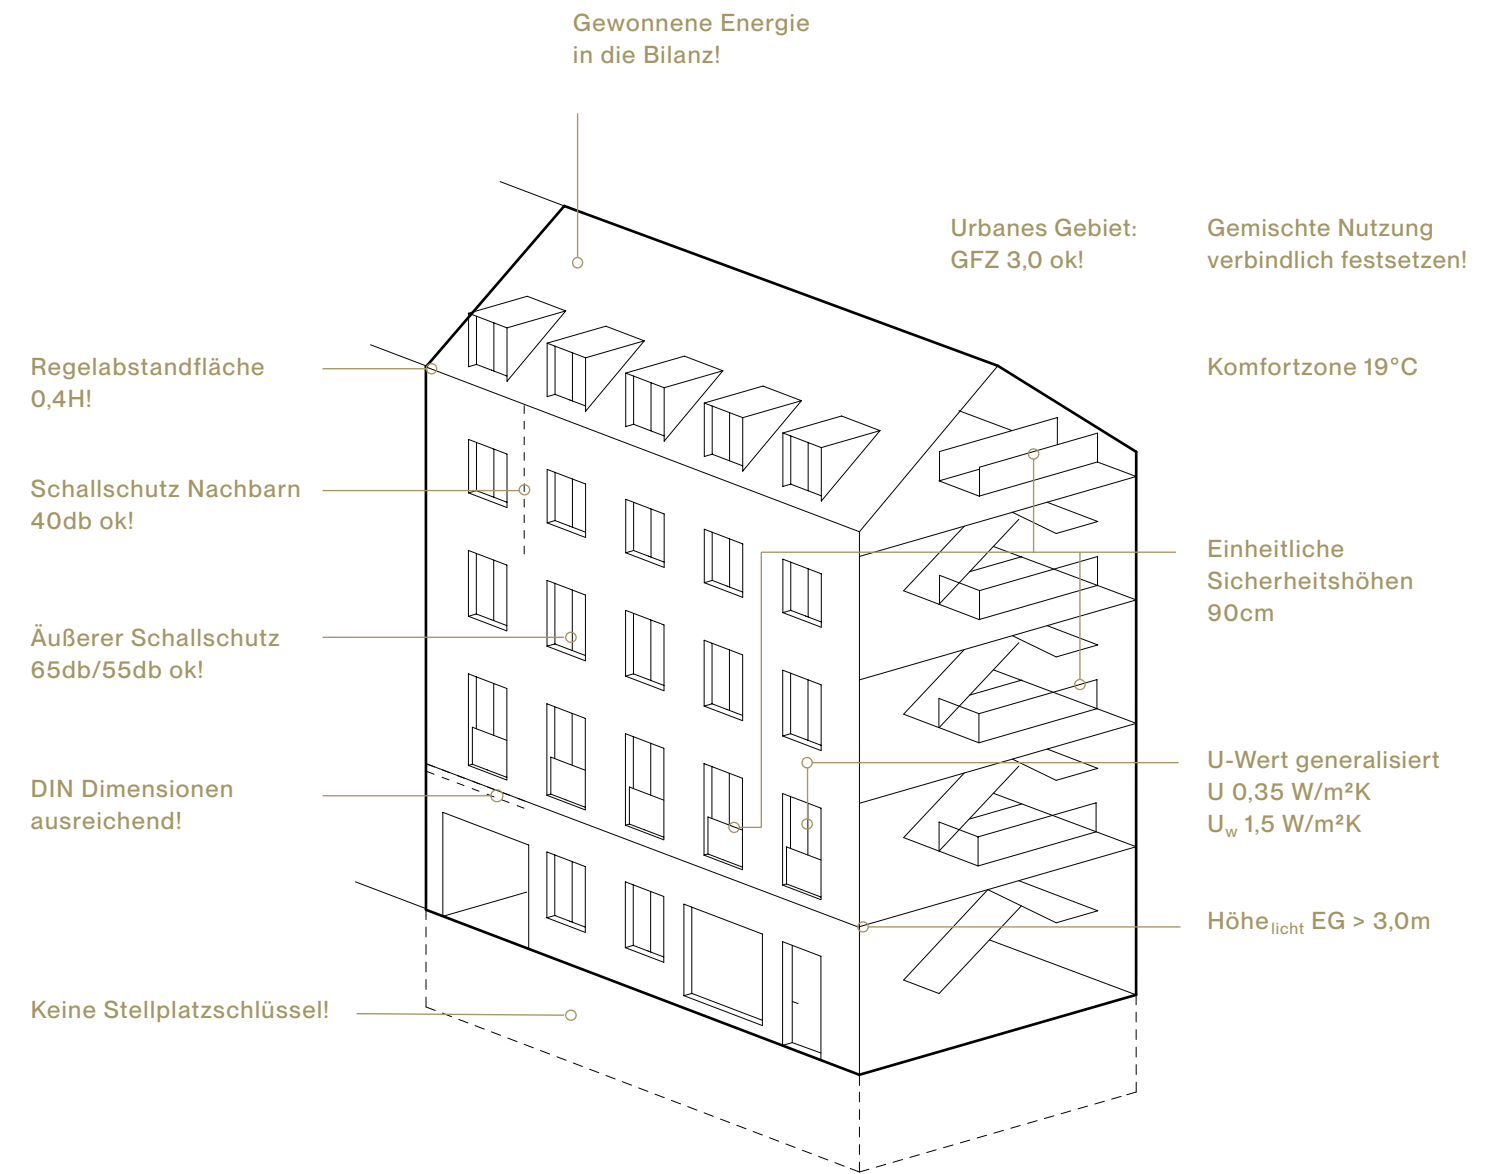 Gewonnene Energie
in die Bilanz!
Urbanes Gebiet:
GFZ 3,0 ok!
Gemischte Nutzung
verbindlich festsetzen!
Regelabstandfläche
0,4H!
Komfortzone 19°C
Schallschutz Nachbarn
40db ok!
Einheitliche
Sicherheitshöhen
90cm
Äußerer Schallschutz
65db/55db ok!
U-Wert generalisiert
U 0,35 W/m²K
Uw 1,5 W/m²K
DIN Dimensionen
ausreichend!
Höhelicht EG > 3,0m
Keine Stellplatzschlüssel!